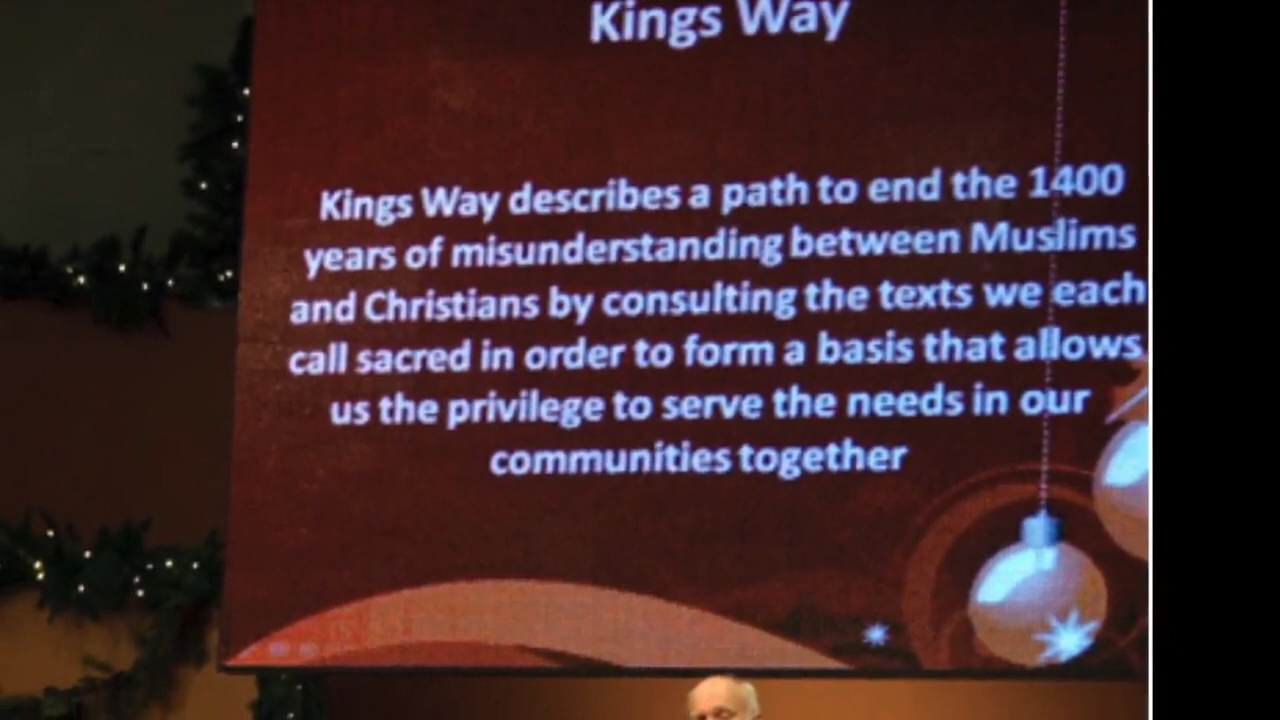 Kings Way
Kings Way describes a path to end the 1400
years of misunderstanding between Muslims
and Christians by consulting the texts we each
call sacred in order to form a basis that allows
us the privilege to serve the needs in our
communities together